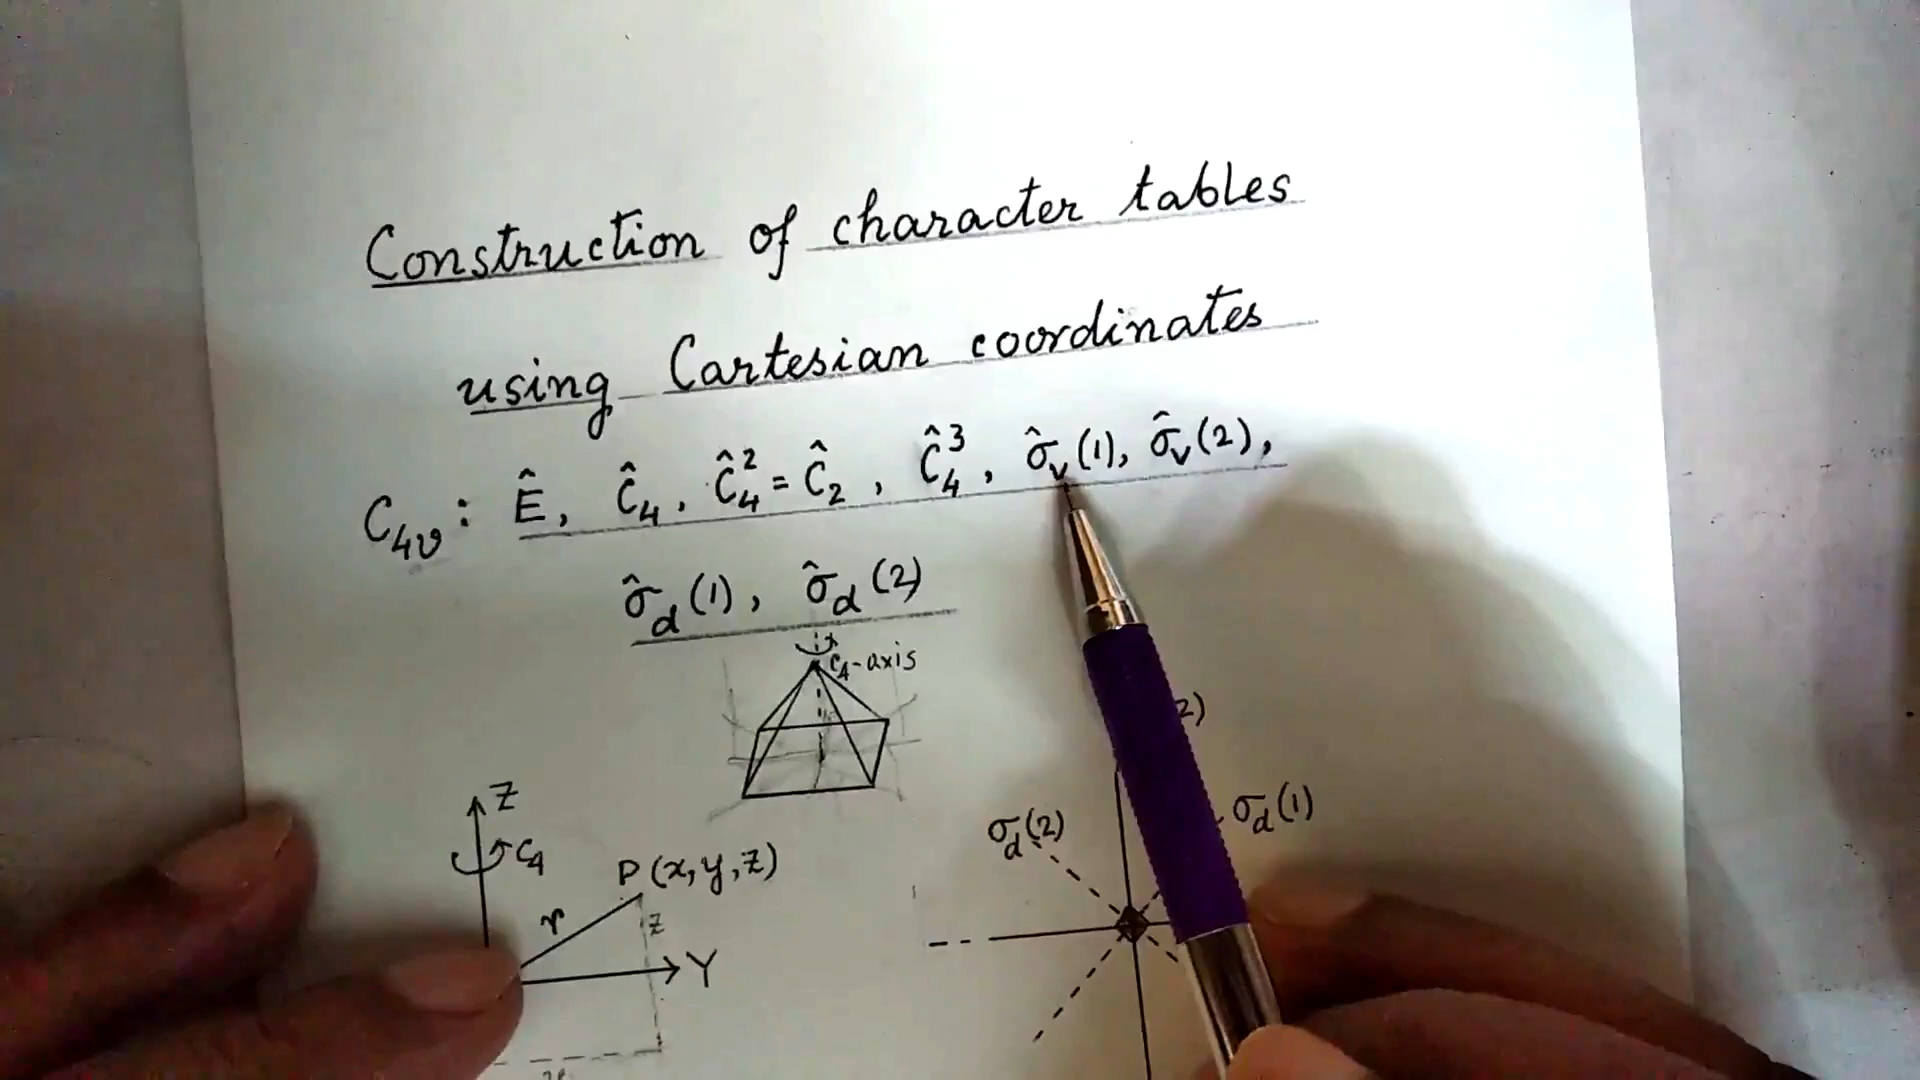 Construction of character tables
using Cartesian coordinates
C₄ᵥ : Ê, Ĉ₄, Ĉ₄² = Ĉ₂, Ĉ₄³, σ̂ᵥ(1), σ̂ᵥ(2),
σ̂d(1), σ̂d(2)
C₄-axis
2)
Z
C₄
P(x,y,z)
r
z
Y
σd(2)
σd(1)